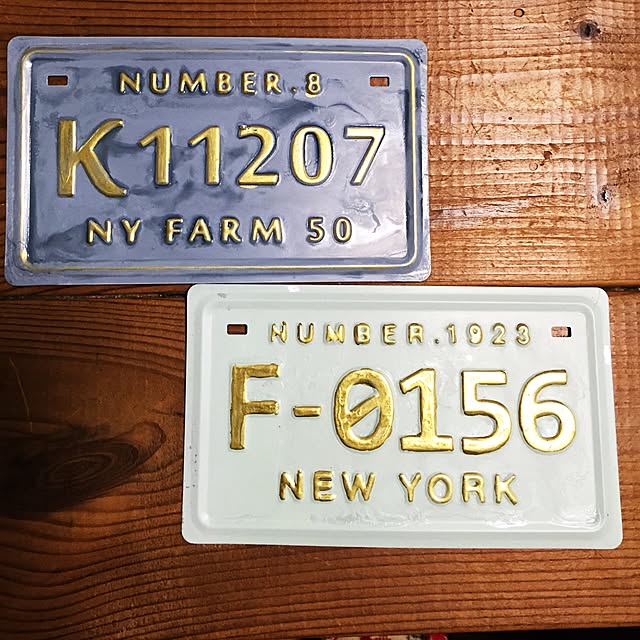 NUMBER.8
K11207
NY FARM 50
NUMBER.1923
F-0156
NEW YORK